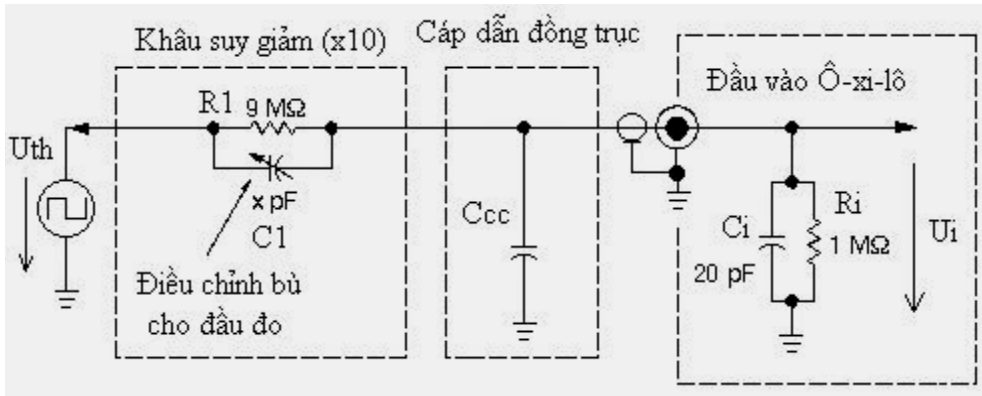 Khâu suy giảm (x10)
Cáp dẫn đồng trục
Đầu vào Ô-xi-lô
R1
9 MΩ
Uth
x pF
C1
Điều chỉnh bù
cho đầu đo
Ccc
Ci
20 pF
Ri
1 MΩ
Ui